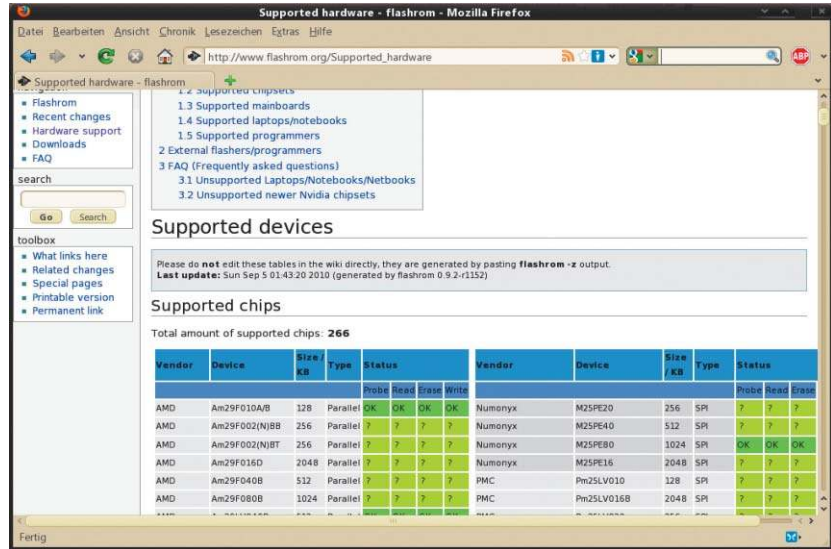 Supported hardware - flashrom - Mozilla Firefox
Datei Bearbeiten Ansicht Chronik Lesezeichen Extras Hilfe
http://www.flashrom.org/Supported_hardware
ABP
Supported hardware - flashrom
Flashrom
Recent changes
Hardware support
Downloads
FAQ
search
Go Search
toolbox
What links here
Related changes
Special pages
Printable version
Permanent link
1.2 Supported chipsets
1.3 Supported mainboards
1.4 Supported laptops/notebooks
1.5 Supported programmers
2 External flashers/programmers
3 FAQ (Frequently asked questions)
3.1 Unsupported Laptops/Notebooks/Netbooks
3.2 Unsupported newer Nvidia chipsets
Supported devices
Please do not edit these tables in the wiki directly, they are generated by pasting flashrom -z output.
Last update: Sun Sep 5 01:43:20 2010 (generated by flashrom 0.9.2-r1152)
Supported chips
Total amount of supported chips: 266
Vendor Device Size / KB Type Status Vendor Device Size / KB Type Status
Probe Read Erase Write Probe Read Erase
AMD Am29F010A/B 128 Parallel OK OK OK OK Numonyx M25PE20 256 SPI ? ? ?
AMD Am29F002(N)BB 256 Parallel ? ? ? ? Numonyx M25PE40 512 SPI ? ? ?
AMD Am29F002(N)BT 256 Parallel ? ? ? ? Numonyx M25PE80 1024 SPI OK OK OK
AMD Am29F016D 2048 Parallel ? ? ? ? Numonyx M25PE16 2048 SPI ? ? ?
AMD Am29F040B 512 Parallel ? ? ? ? PMC Pm25LV010 128 SPI ? ? ?
AMD Am29F080B 1024 Parallel ? ? ? ? PMC Pm25LV016B 2048 SPI ? ? ?
Fertig